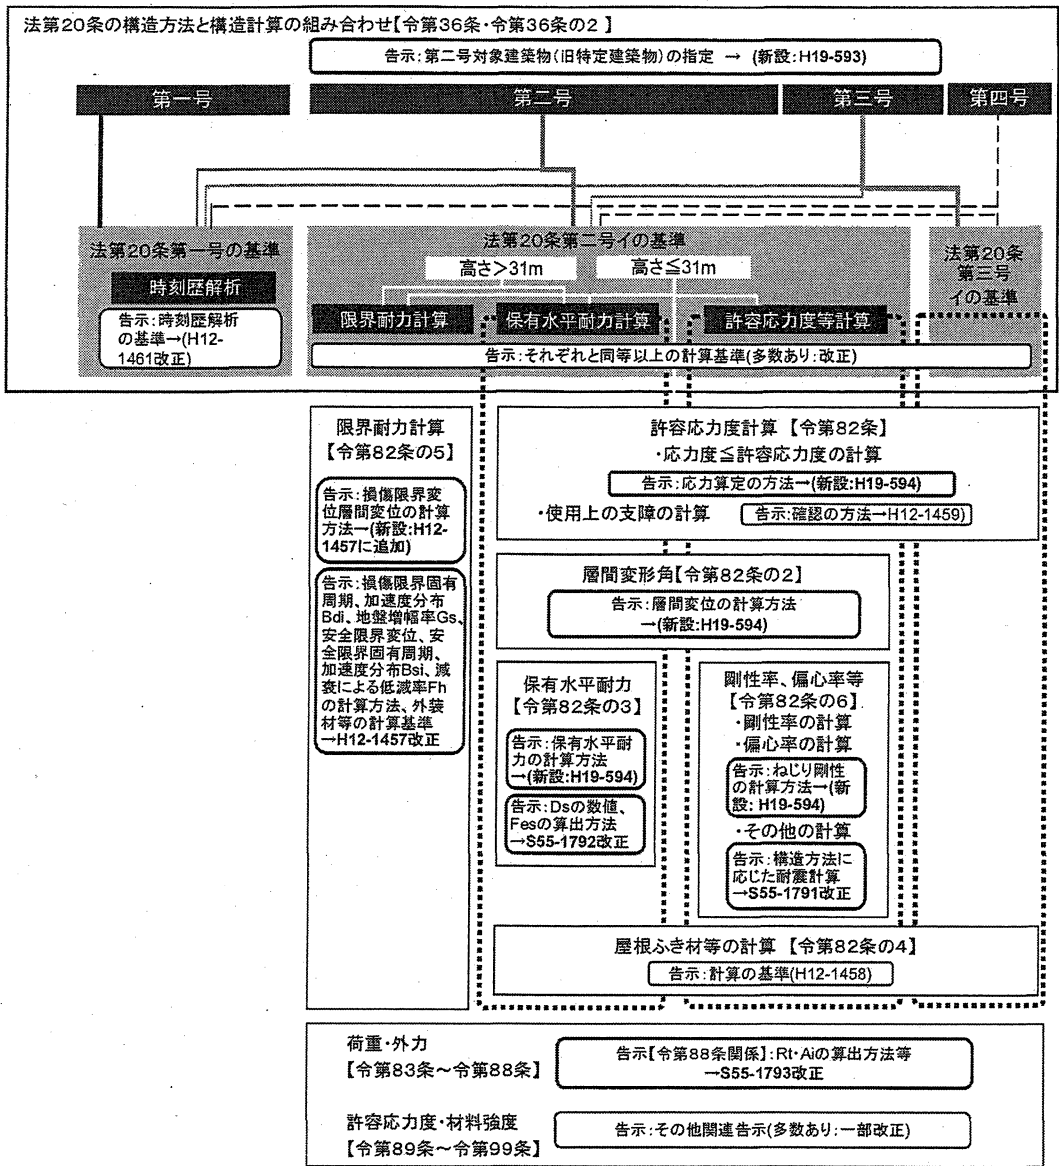 法第20条の構造方法と構造計算の組み合わせ【令第36条・令第36条の2 】
告示：第二号対象建築物(旧特定建築物)の指定 → (新設：H19-593)
第一号
第二号
第三号
第四号
法第20条第一号の基準
時刻歴解析
告示：時刻歴解析
の基準→(H12-
1461改正)
法第20条第二号イの基準
高さ＞31m
高さ≦31m
限界耐力計算
保有水平耐力計算
許容応力度等計算
告示：それぞれと同等以上の計算基準(多数あり：改正)
法第20条
第三号
イの基準
限界耐力計算
【令第82条の5】
告示：損傷限界変
位層間変位の計算
方法→(新設：H12-
1457に追加)
告示：損傷限界固有
周期、加速度分布
Bdi、地盤増幅率Gs、
安全限界変位、安
全限界固有周期、
加速度分布Bsi、減
衰による低減率Fh
の計算方法、外装
材等の計算基準
→H12-1457改正
許容応力度計算 【令第82条】
・応力度≦許容応力度の計算
告示：応力算定の方法→(新設：H19-594)
・使用上の支障の計算
告示：確認の方法→H12-1459)
層間変形角【令第82条の2】
告示：層間変位の計算方法
→(新設：H19-594)
保有水平耐力
【令第82条の3】
告示：保有水平耐
力の計算方法
→(新設：H19-594)
告示：Dsの数値、
Fesの算出方法
→S55-1792改正
剛性率、偏心率等
【令第82条の6】
・剛性率の計算
・偏心率の計算
告示：ねじり剛性
の計算方法→(新
設： H19-594)
・その他の計算
告示：構造方法に
応じた耐震計算
→S55-1791改正
屋根ふき材等の計算 【令第82条の4】
告示：計算の基準(H12-1458)
荷重・外力
【令第83条～令第88条】
告示【令第88条関係】：Rt・Aiの算出方法等
→S55-1793改正
許容応力度・材料強度
【令第89条～令第99条】
告示：その他関連告示(多数あり：一部改正)